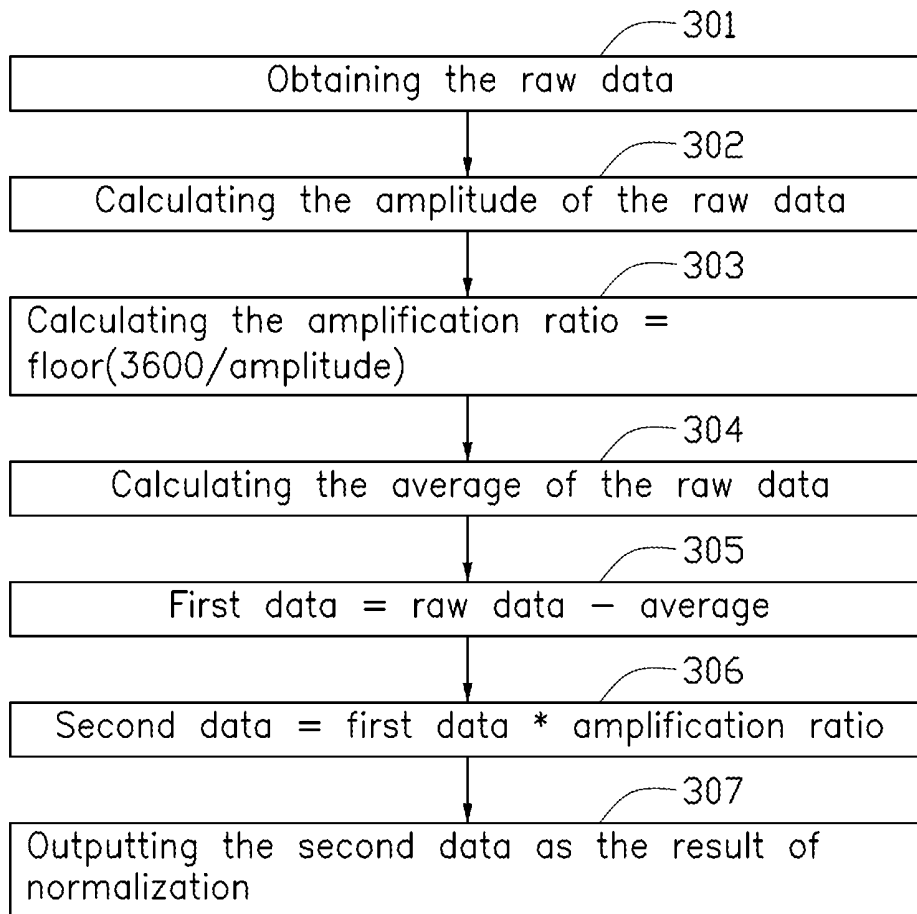 301
Obtaining the raw data
302
Calculating the amplitude of the raw data
303
Calculating the amplification ratio =
floor(3600/amplitude)
304
Calculating the average of the raw data
305
First data = raw data - average
306
Second data = first data * amplification ratio
307
Outputting the second data as the result of
normalization